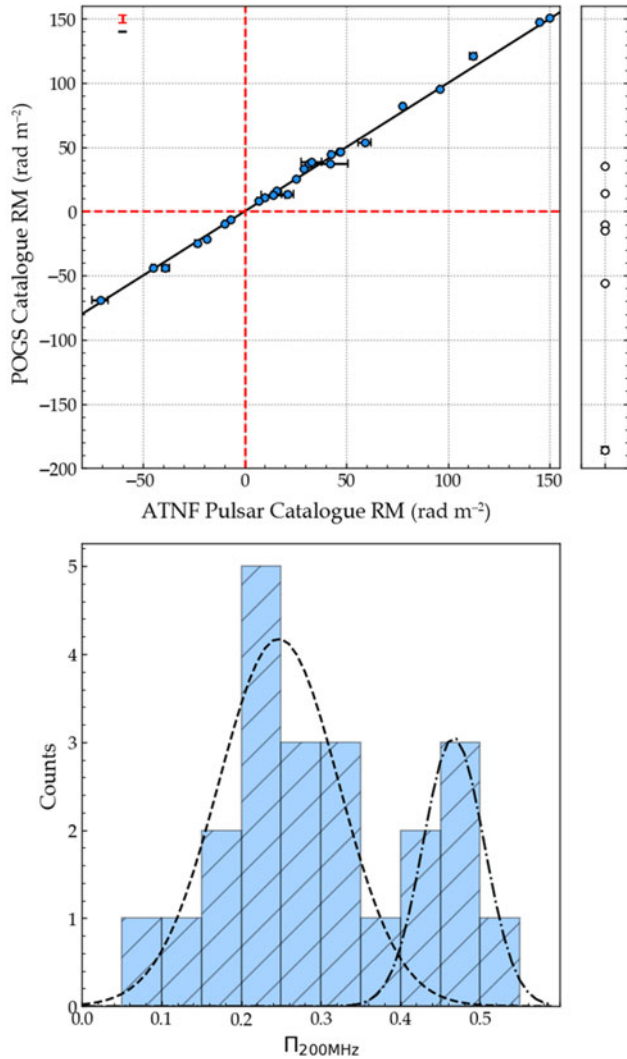 150
100
50
0
−50
−100
−150
−200
POGS Catalogue RM (rad m⁻²)
−50 0 50 100 150
ATNF Pulsar Catalogue RM (rad m⁻²)
5
4
3
2
1
0
Counts
0.0 0.1 0.2 0.3 0.4 0.5
Π200MHz